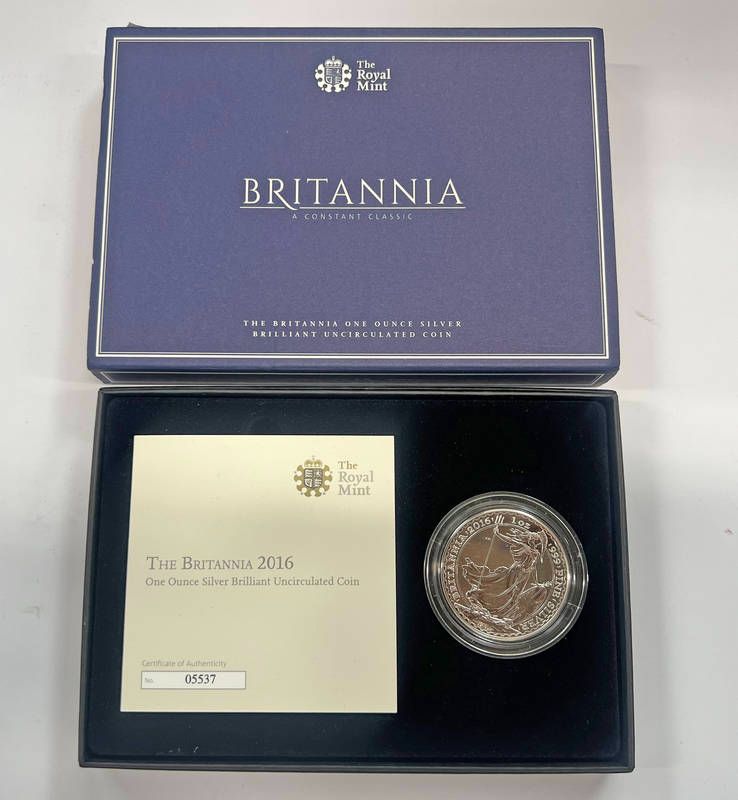 The
Royal
Mint
BRITANNIA
A CONSTANT CLASSIC
THE BRITANNIA ONE OUNCE SILVER
BRILLIANT UNCIRCULATED COIN
The
Royal
Mint
THE BRITANNIA 2016
One Ounce Silver Brilliant Uncirculated Coin
Certificate of Authenticity
No. 05537
BRITANNIA · 2016 · 1 OZ · 999 · FINE · SILVER